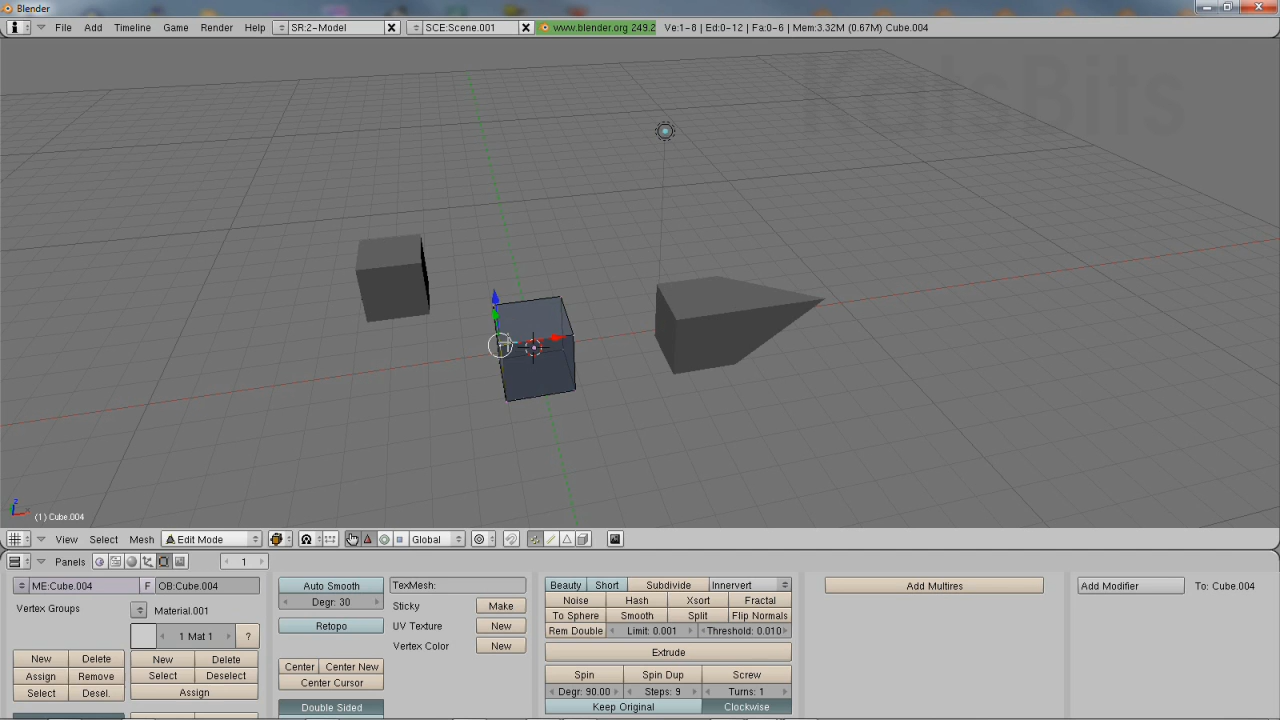 Blender
File Add Timeline Game Render Help SR:2-Model SCE:Scene.001 www.blender.org 249.2 Ve:1-8 | Ed:0-12 | Fa:0-6 | Mem:3.32M (0.67M) Cube.004
KatsBits
z
x
(1) Cube.004
View Select Mesh Edit Mode Global
Panels 1
ME:Cube.004 F OB:Cube.004 Auto Smooth TexMesh: Beauty Short Subdivide Innervert Add Multires Add Modifier To: Cube.004
Degr: 30 Noise Hash Xsort Fractal
Vertex Groups Material.001 Sticky Make To Sphere Smooth Split Flip Normals
Retopo UV Texture New Rem Double Limit: 0.001 Threshold: 0.010
1 Mat 1 ? Vertex Color New
New Delete New Delete Extrude
Assign Remove Select Deselect Center Center New Spin Spin Dup Screw
Select Desel. Assign Center Cursor Degr: 90.00 Steps: 9 Turns: 1
Double Sided Keep Original Clockwise